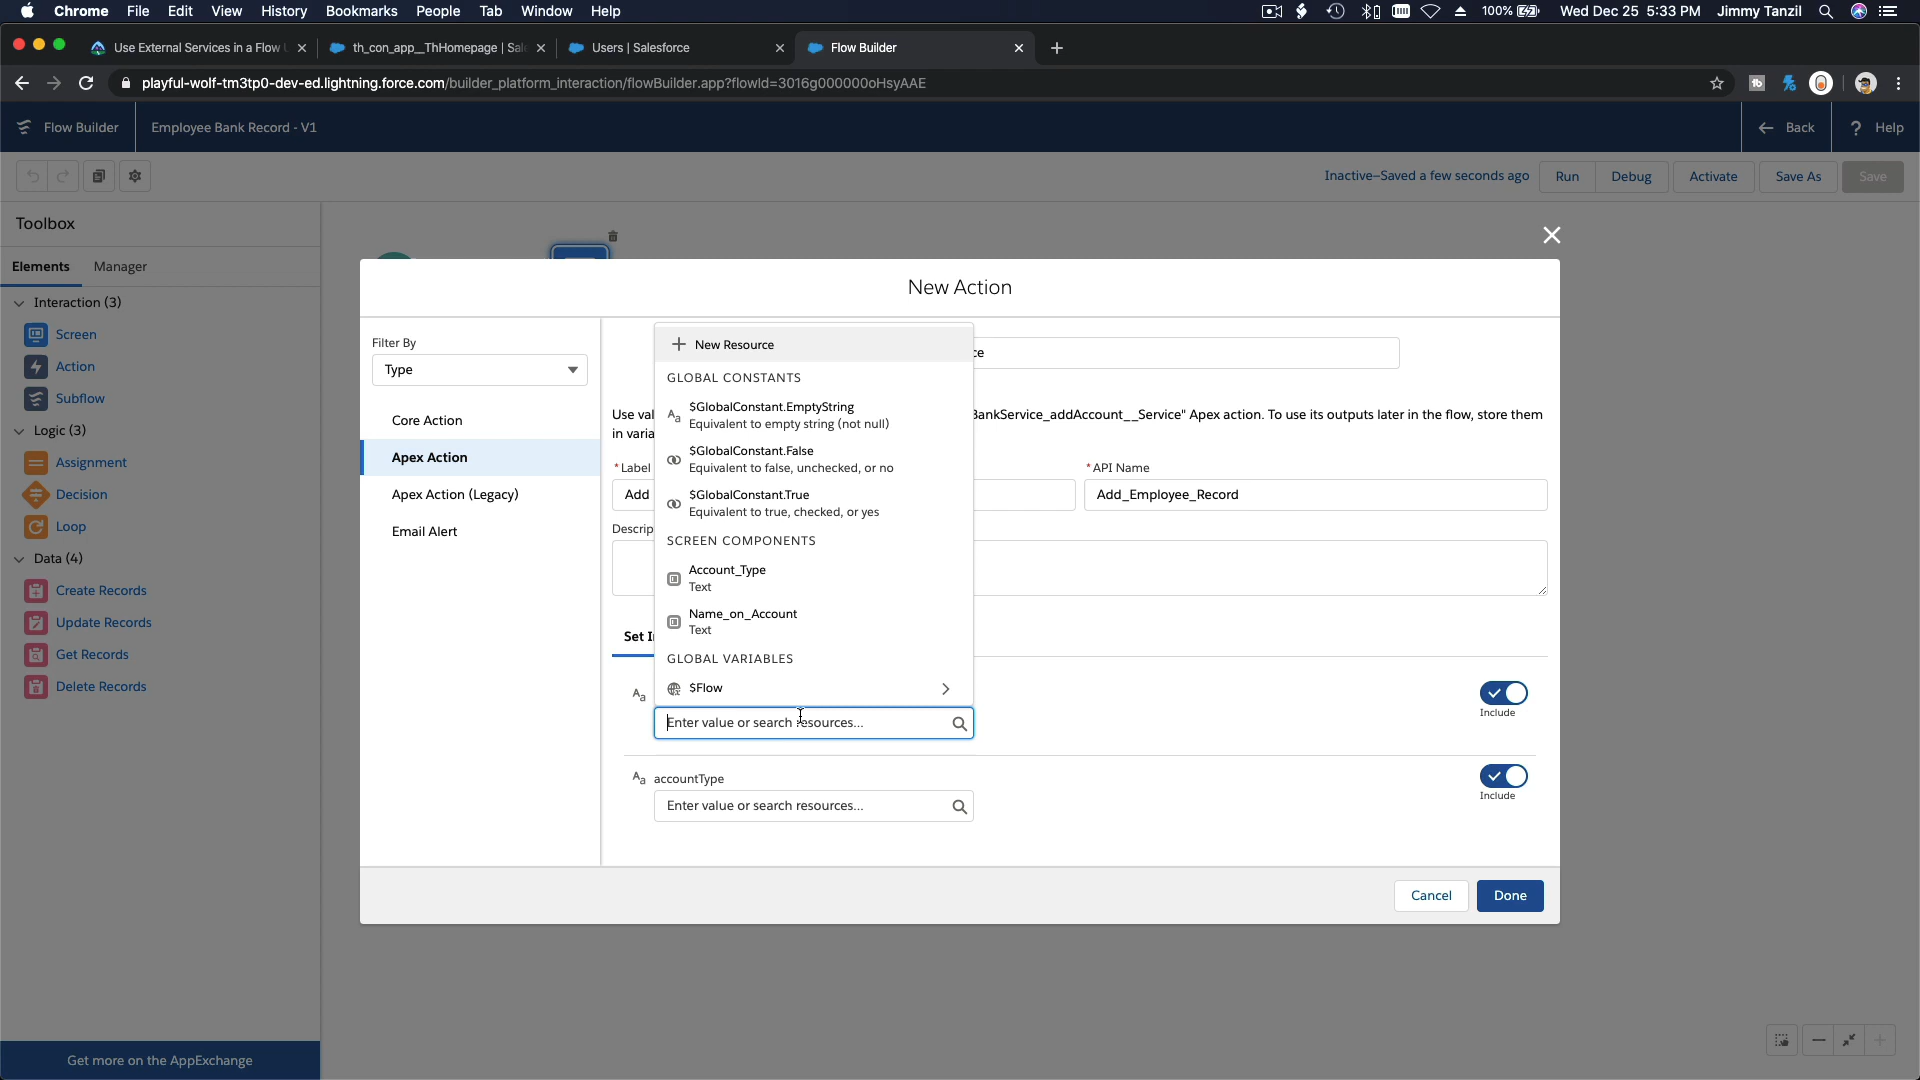 Chrome File Edit View History Bookmarks People Tab Window Help 100% Wed Dec 25 5:33 PM Jimmy Tanzil
Use External Services in a Flow
th_con_app__ThHomepage | Sal
Users | Salesforce
Flow Builder
playful-wolf-tm3tp0-dev-ed.lightning.force.com/builder_platform_interaction/flowBuilder.app?flowId=3016g000000oHsyAAE
Flow Builder
Employee Bank Record - V1
Back
? Help
Inactive–Saved a few seconds ago
Run
Debug
Activate
Save As
Save
Toolbox
Elements
Manager
Interaction (3)
Screen
Action
Subflow
Logic (3)
Assignment
Decision
Loop
Data (4)
Create Records
Update Records
Get Records
Delete Records
Get more on the AppExchange
New Action
Filter By
Type
Core Action
Apex Action
Apex Action (Legacy)
Email Alert
ce
Use val
BankService_addAccount__Service" Apex action. To use its outputs later in the flow, store them
in varia
* Label
Add
* API Name
Add_Employee_Record
Descrip
Set I
+ New Resource
GLOBAL CONSTANTS
Aa $GlobalConstant.EmptyString
Equivalent to empty string (not null)
$GlobalConstant.False
Equivalent to false, unchecked, or no
$GlobalConstant.True
Equivalent to true, checked, or yes
SCREEN COMPONENTS
Account_Type
Text
Name_on_Account
Text
GLOBAL VARIABLES
$Flow
Aa
Enter value or search resources...
Include
Aa accountType
Enter value or search resources...
Include
Cancel
Done